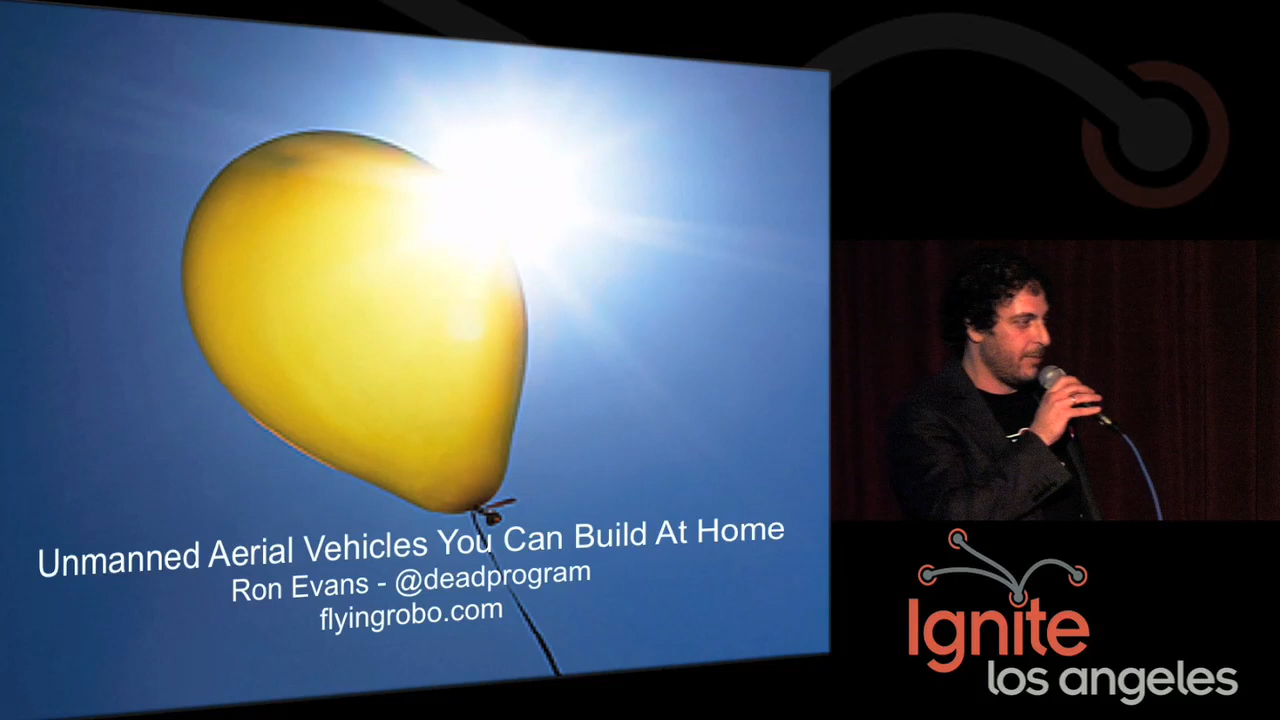 Unmanned Aerial Vehicles You Can Build At Home
Ron Evans - @deadprogram
flyingrobo.com
Ignite
los angeles